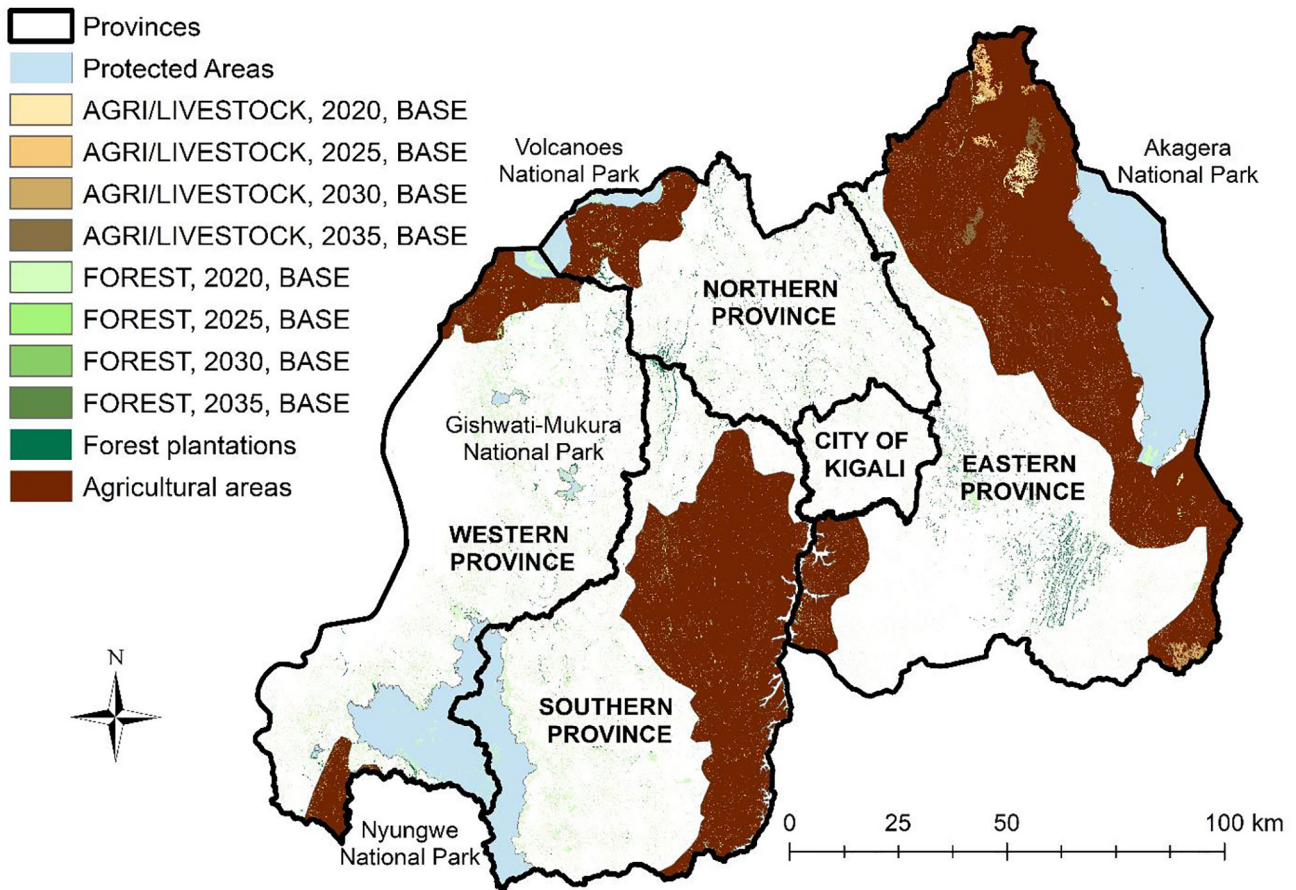 Provinces
Protected Areas
AGRI/LIVESTOCK, 2020, BASE
AGRI/LIVESTOCK, 2025, BASE
AGRI/LIVESTOCK, 2030, BASE
AGRI/LIVESTOCK, 2035, BASE
FOREST, 2020, BASE
FOREST, 2025, BASE
FOREST, 2030, BASE
FOREST, 2035, BASE
Forest plantations
Agricultural areas
Volcanoes
National Park
Akagera
National Park
NORTHERN
PROVINCE
Gishwati-Mukura
National Park
CITY OF
KIGALI
EASTERN
PROVINCE
WESTERN
PROVINCE
SOUTHERN
PROVINCE
Nyungwe
National Park
N
0 25 50 100 km